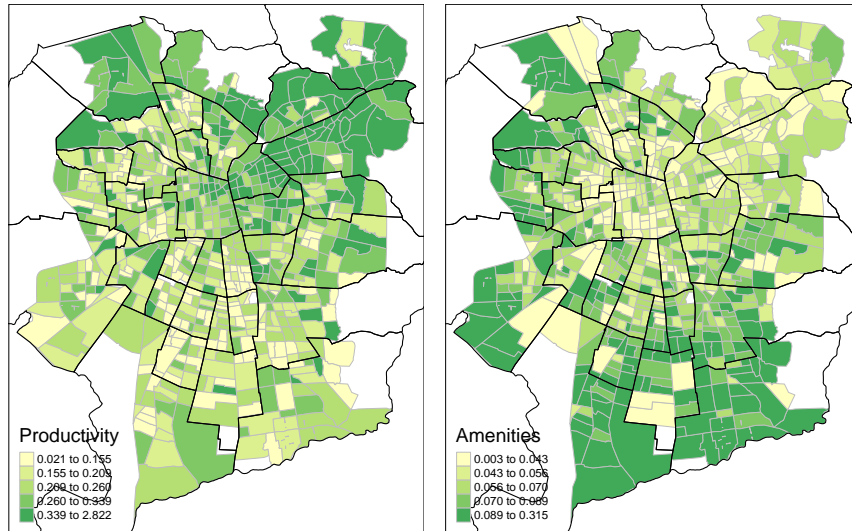 Productivity
0.021 to 0.155
0.155 to 0.209
0.209 to 0.260
0.260 to 0.339
0.339 to 2.822
Amenities
0.003 to 0.043
0.043 to 0.056
0.056 to 0.070
0.070 to 0.089
0.089 to 0.315